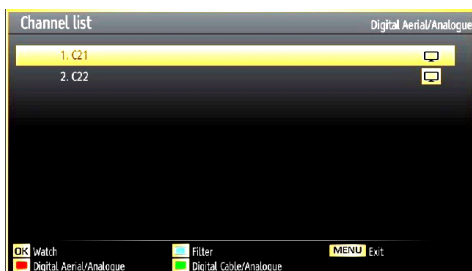 Channel list
Digital Aerial/Analogue
1. C21
2. C22
OK Watch
Filter
MENU Exit
Digital Aerial/Analogue
Digital Cable/Analogue